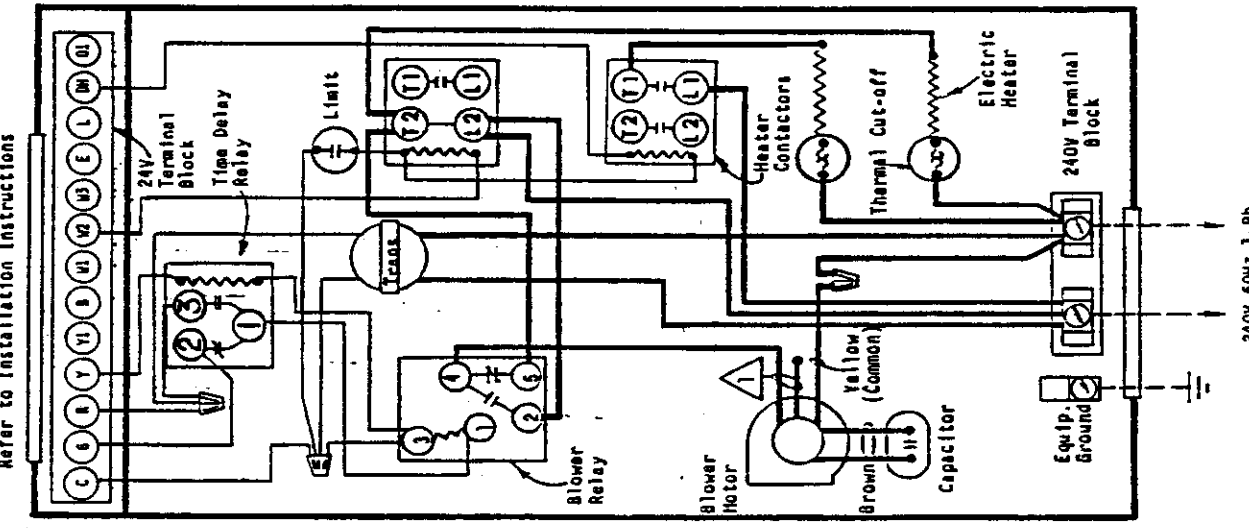 Refer to Installation Instructions
C G R Y Y1 B W1 W2 W3 E L DH O1
24V
Terminal
Block
Time Delay
Relay
2 3
1
Limit
Trans
T1 L1
T2 L2
3 1
4
2 5
Blower
Relay
T2 T1
L2 L1
Heater
Contactors
Blower
Motor
1
Yellow
(Common)
Brown
Capacitor
Thermal Cut-off
Electric
Heater
Equip.
Ground
240V Terminal
Block
240V 60Hz 1 Ph